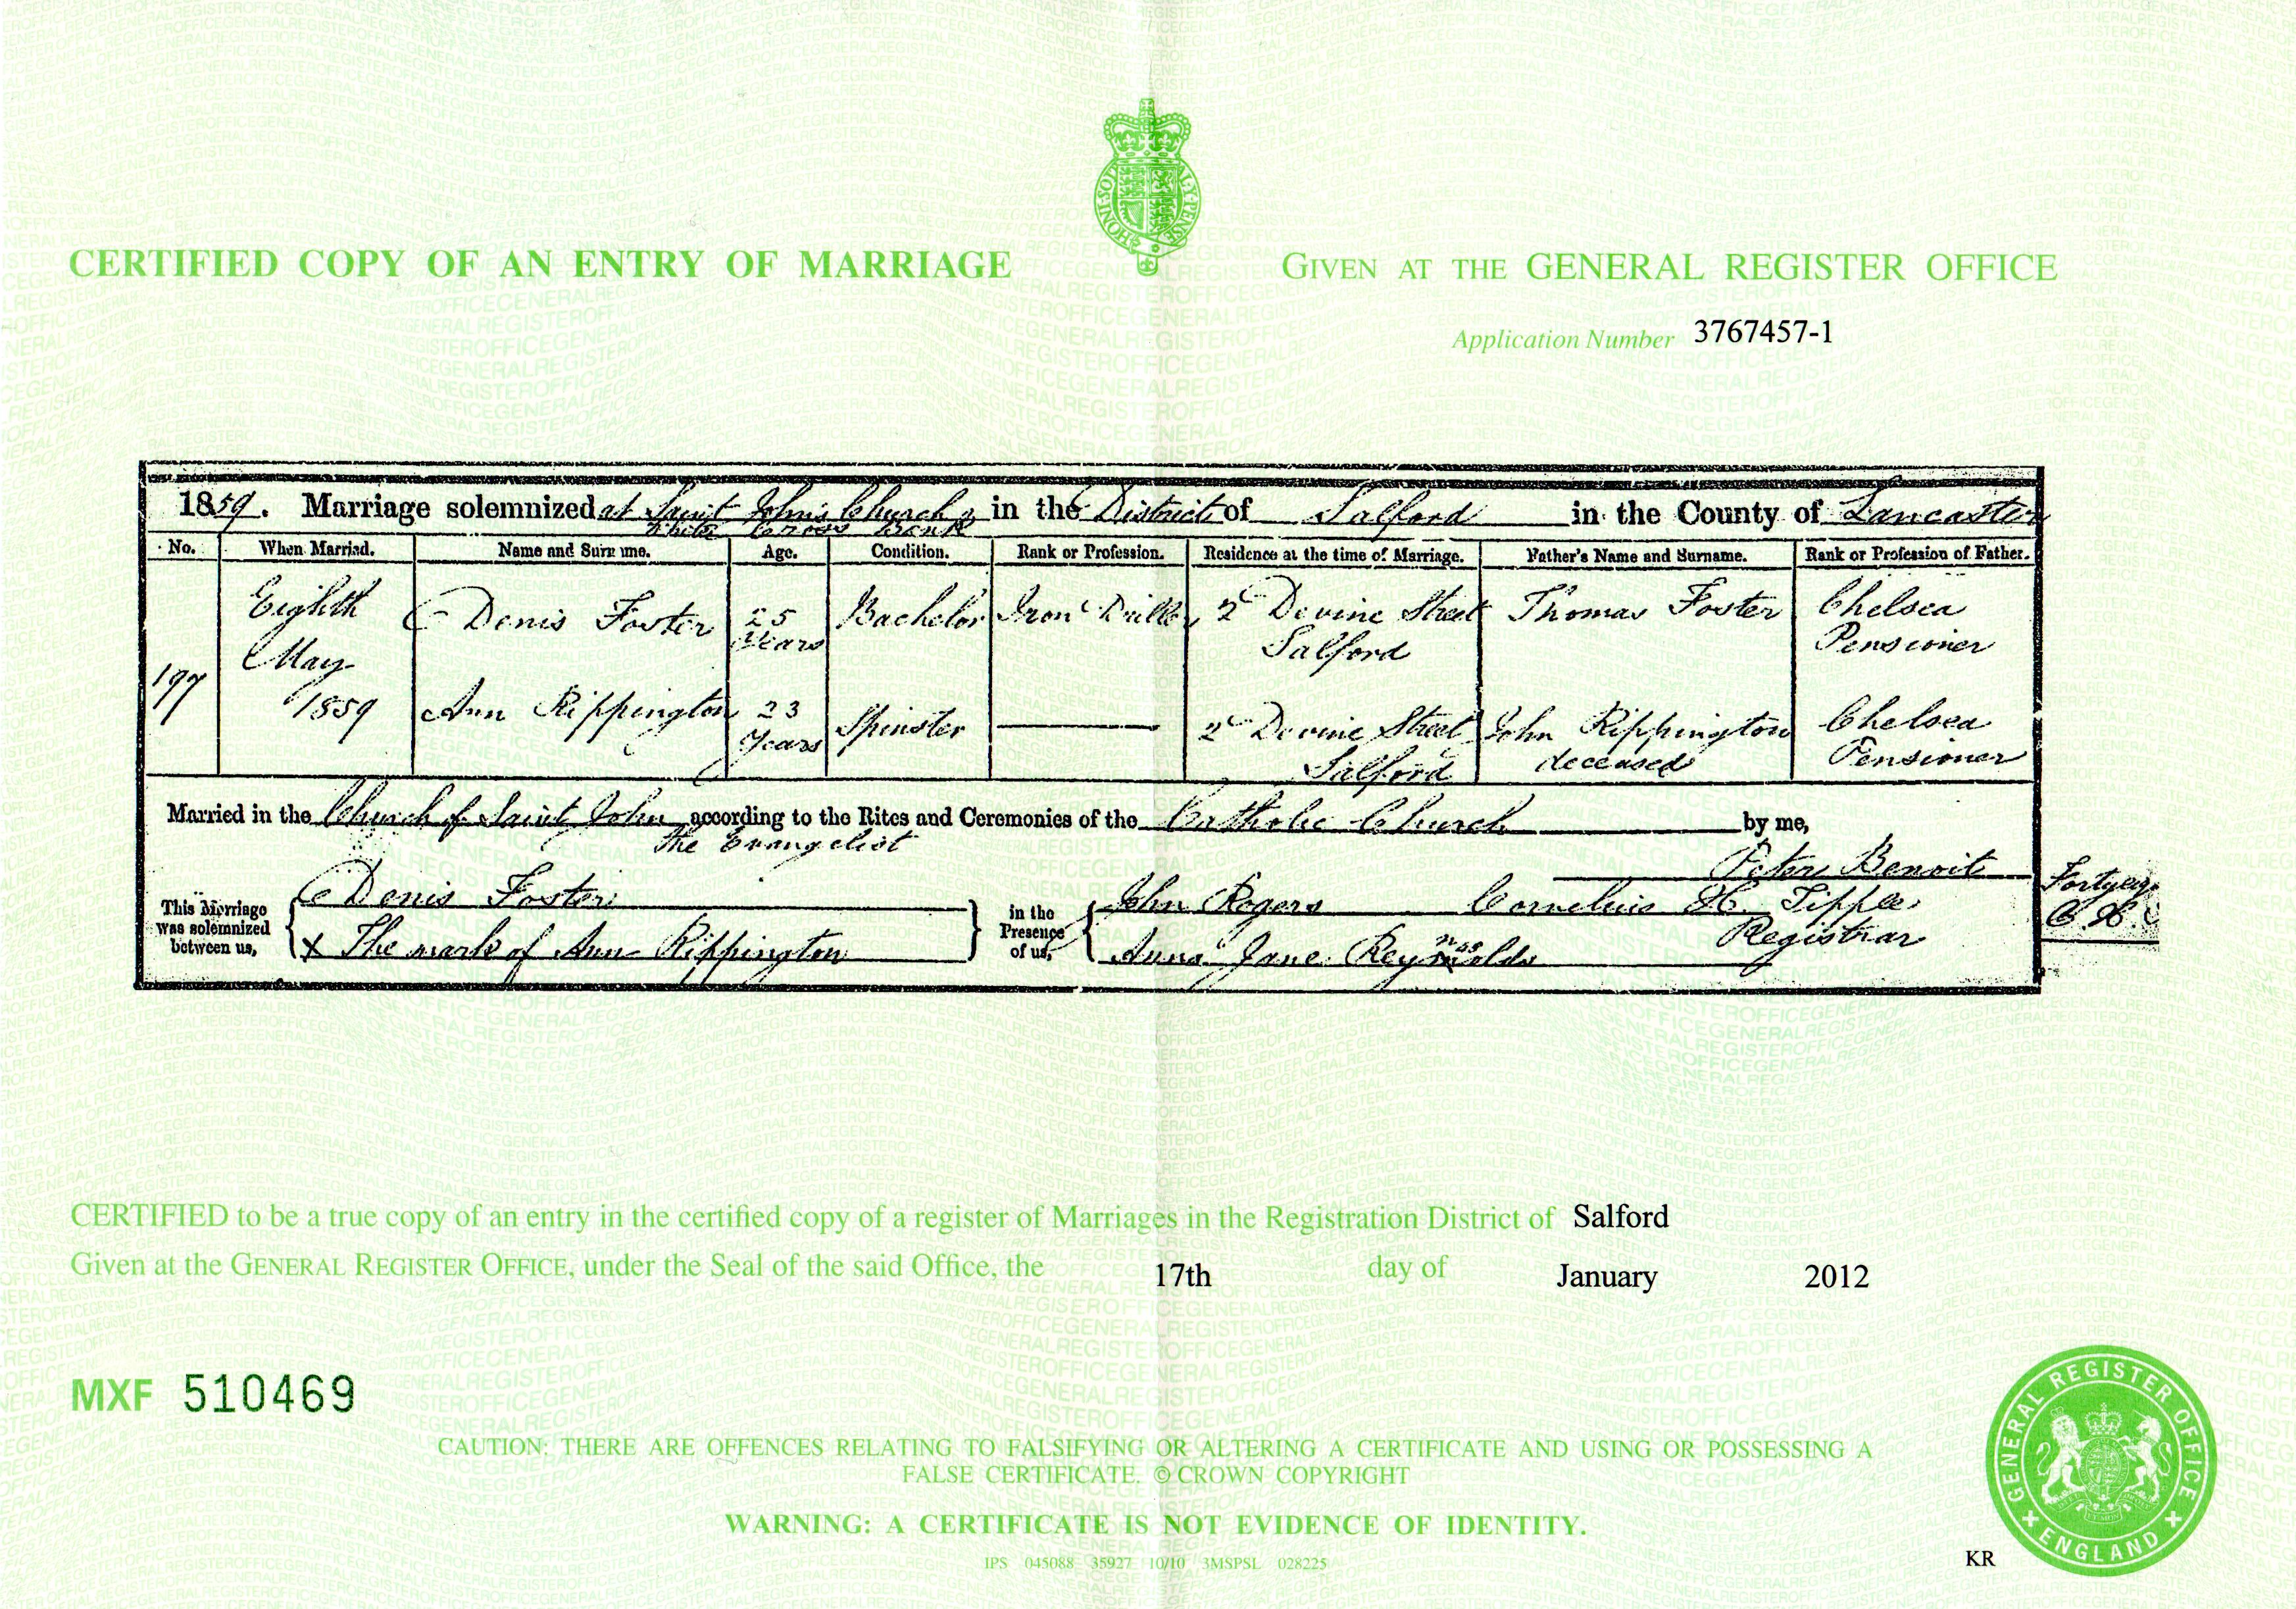 HONI·SOIT·QUI·MAL·Y·PENSE
CERTIFIED COPY OF AN ENTRY OF MARRIAGE
GIVEN AT THE GENERAL REGISTER OFFICE
Application Number 3767457-1
1859. Marriage solemnized at Saint John's Church in the District of Salford in the County of Lancaster
White Cross Bank
No. When Married. Name and Surname. Age. Condition. Rank or Profession. Residence at the time of Marriage. Father's Name and Surname. Rank or Profession of Father.
197
Eighth
May
1859
Denis Foster 25 Years Bachelor Iron Driller 2 Devine Street Salford Thomas Foster Chelsea Pensioner
Ann Rippington 23 Years Spinster 2 Devine Street Salford John Rippington deceased Chelsea Pensioner
Married in the Church of Saint John according to the Rites and Ceremonies of the Catholic Church by me,
the Evangelist
Peter Benoit
This Marriage was solemnized between us,
Denis Foster
X The mark of Ann Rippington
in the Presence of us,
John Rogers
Anna Jane Reynolds
Cornelius H. Tipple
Registrar
C. H.
CERTIFIED to be a true copy of an entry in the certified copy of a register of Marriages in the Registration District of Salford
Given at the GENERAL REGISTER OFFICE, under the Seal of the said Office, the 17th day of January 2012
MXF 510469
CAUTION: THERE ARE OFFENCES RELATING TO FALSIFYING OR ALTERING A CERTIFICATE AND USING OR POSSESSING A
FALSE CERTIFICATE. © CROWN COPYRIGHT
WARNING: A CERTIFICATE IS NOT EVIDENCE OF IDENTITY.
IPS 045088 35927 10/10 3MSPSL 028225
KR
GENERAL REGISTER OFFICE
ENGLAND